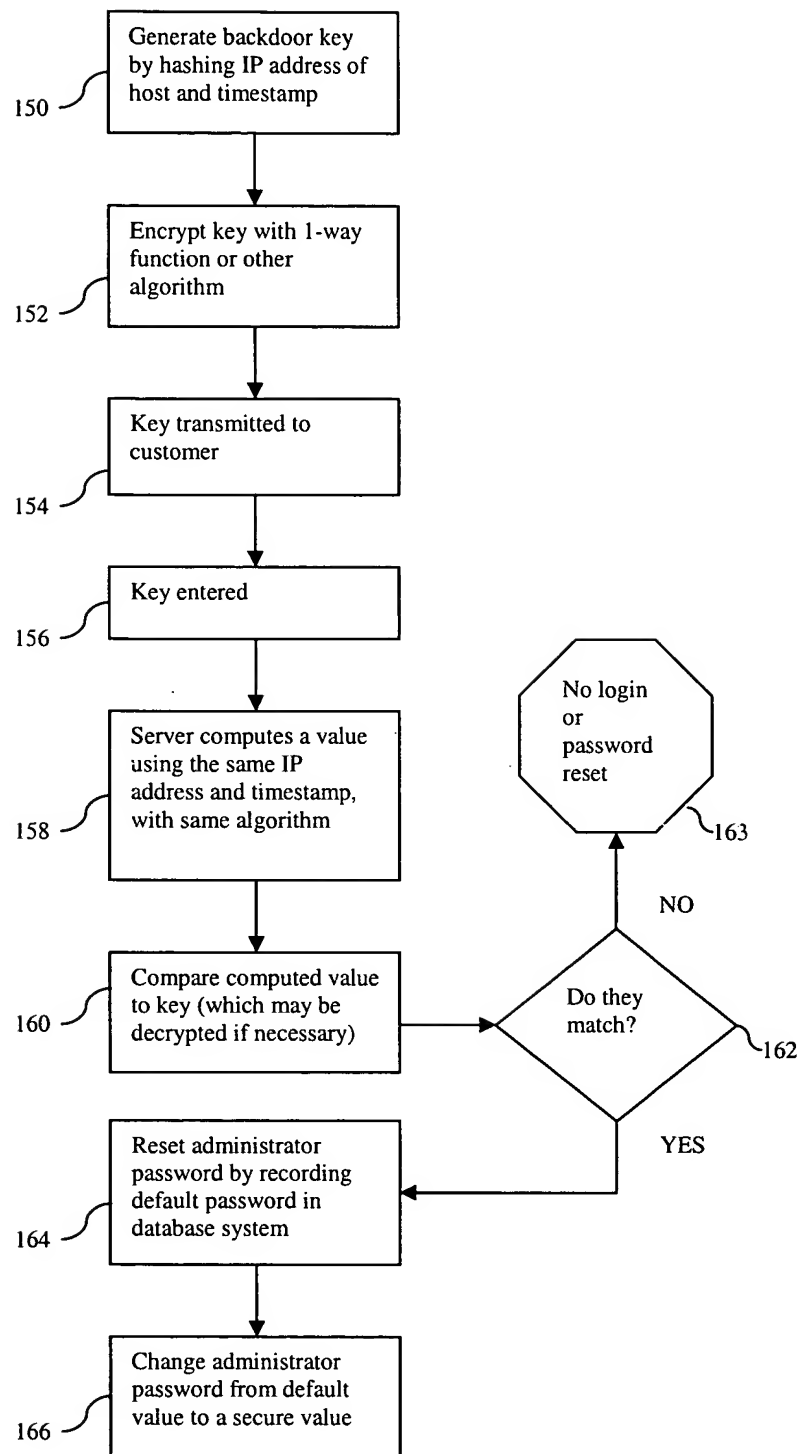 Generate backdoor key
by hashing IP address of
host and timestamp
150
Encrypt key with 1-way
function or other
algorithm
152
Key transmitted to
customer
154
Key entered
156
No login
or
password
reset
163
Server computes a value
using the same IP
address and timestamp,
with same algorithm
158
NO
Compare computed value
to key (which may be
decrypted if necessary)
160
Do they
match?
162
YES
Reset administrator
password by recording
default password in
database system
164
Change administrator
password from default
value to a secure value
166